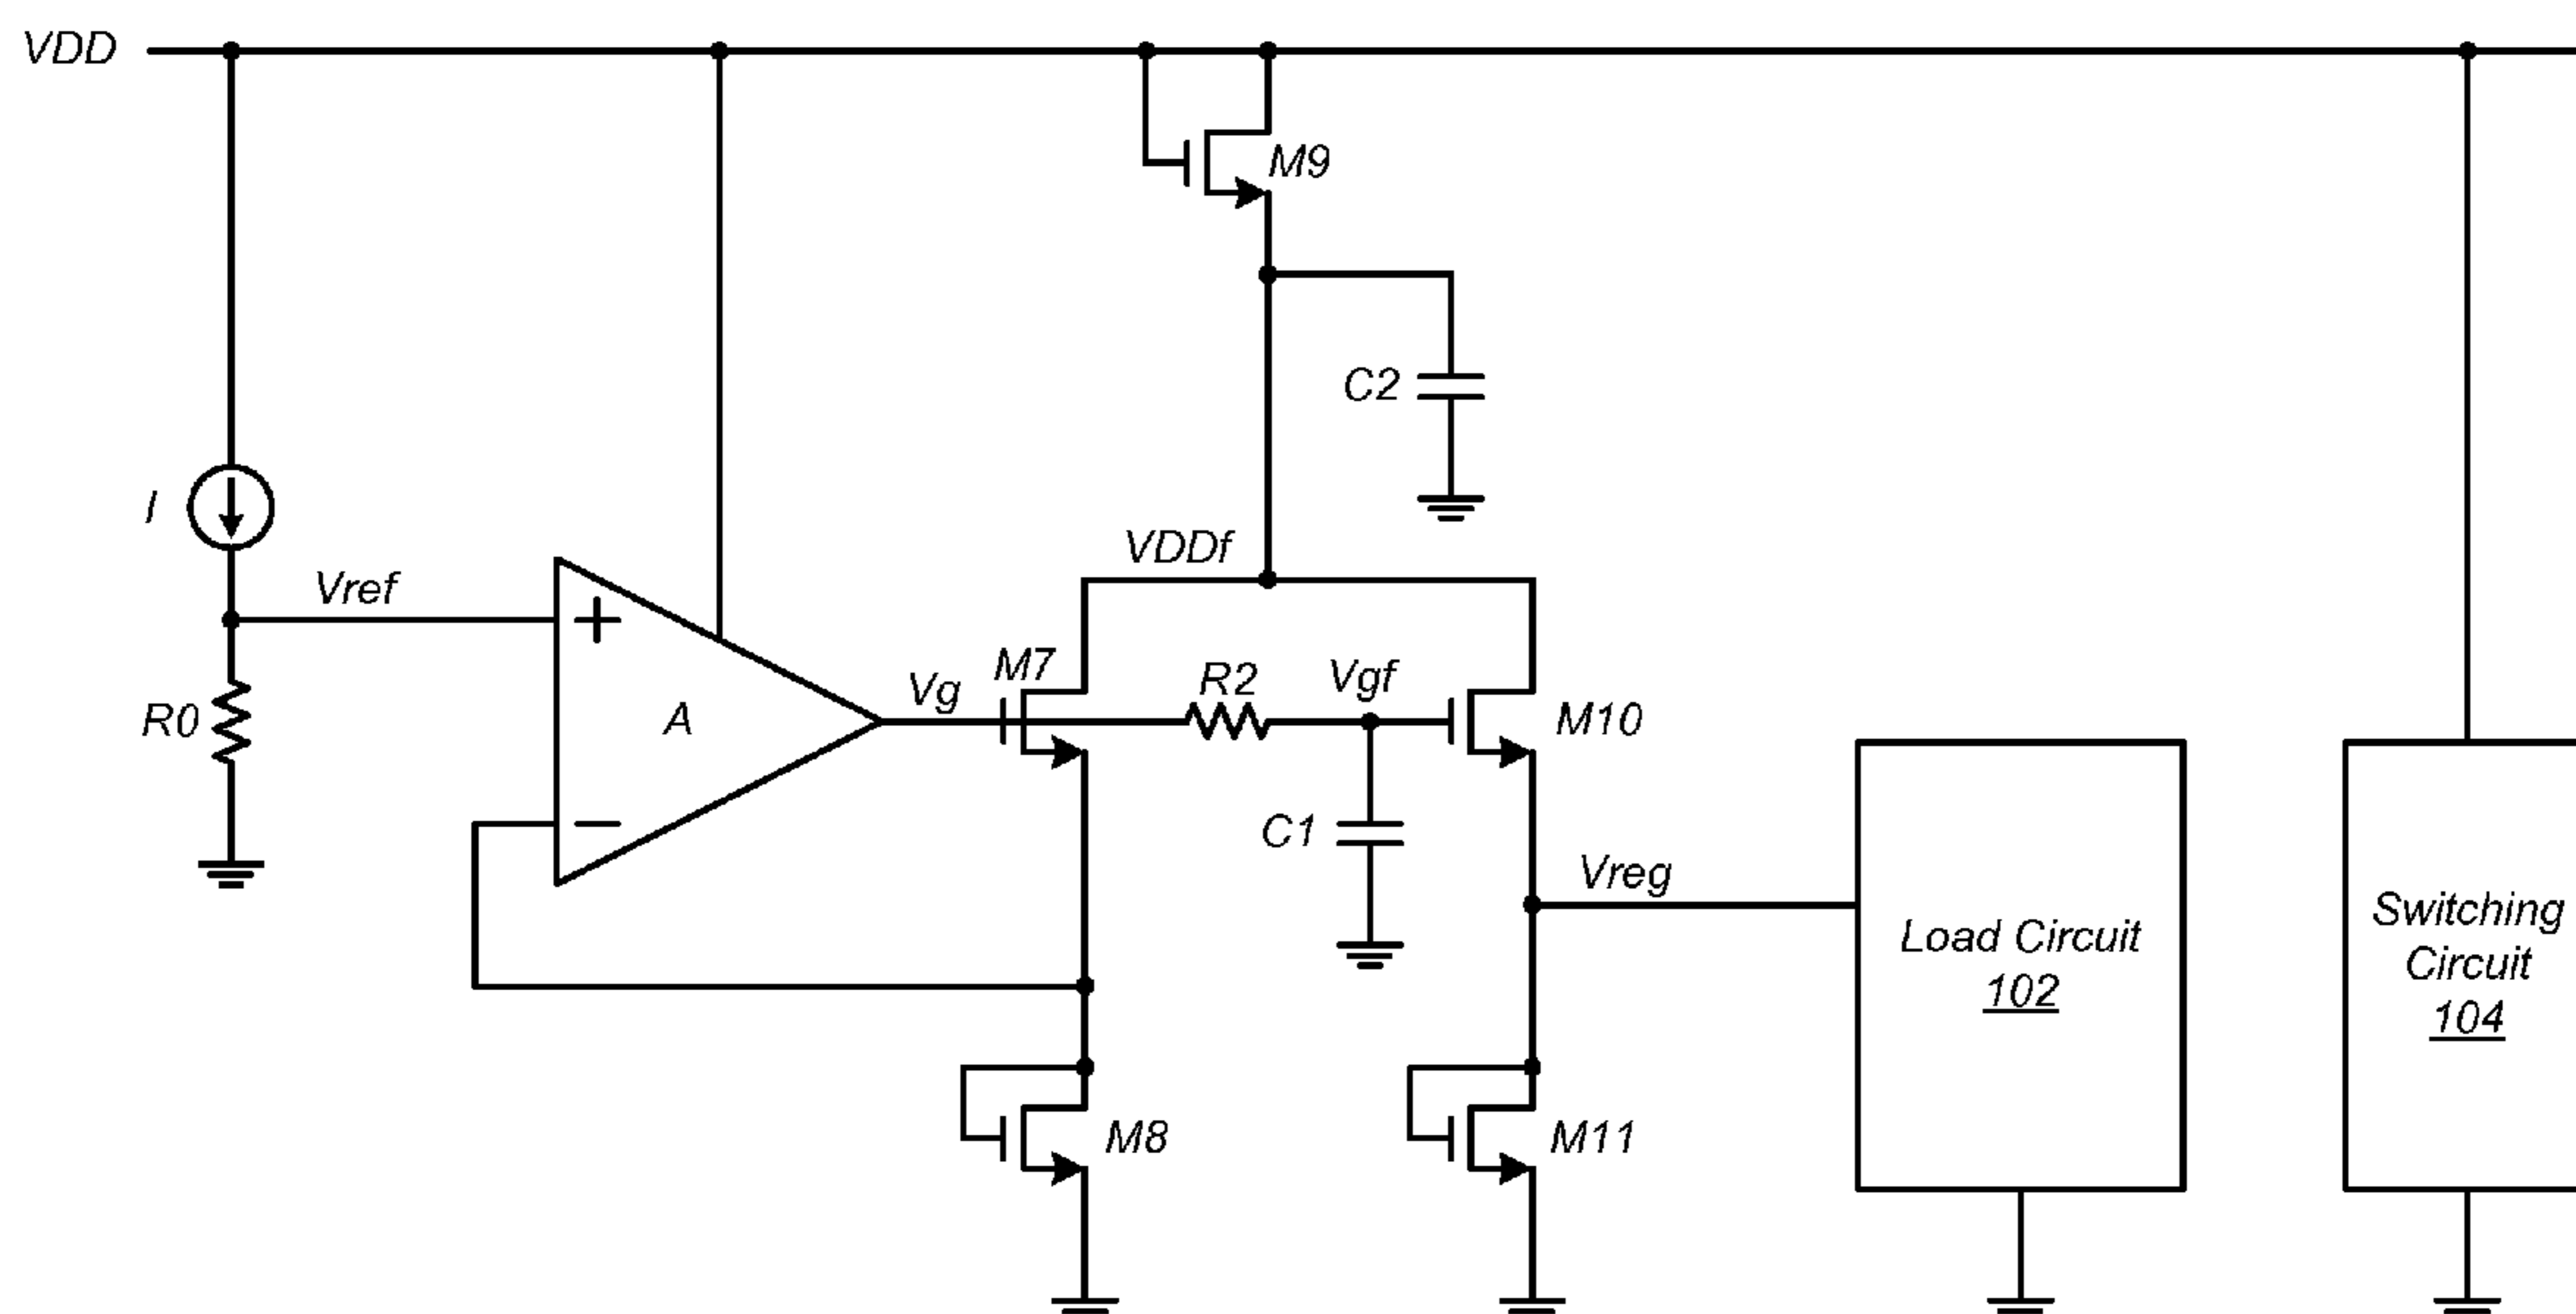 VDD
M9
C2
I
VDDf
Vref
+
M7
R2
Vgf
Vg
R0
A
M10
C1
−
Vreg
Load Circuit
102
Switching
Circuit
104
M8
M11